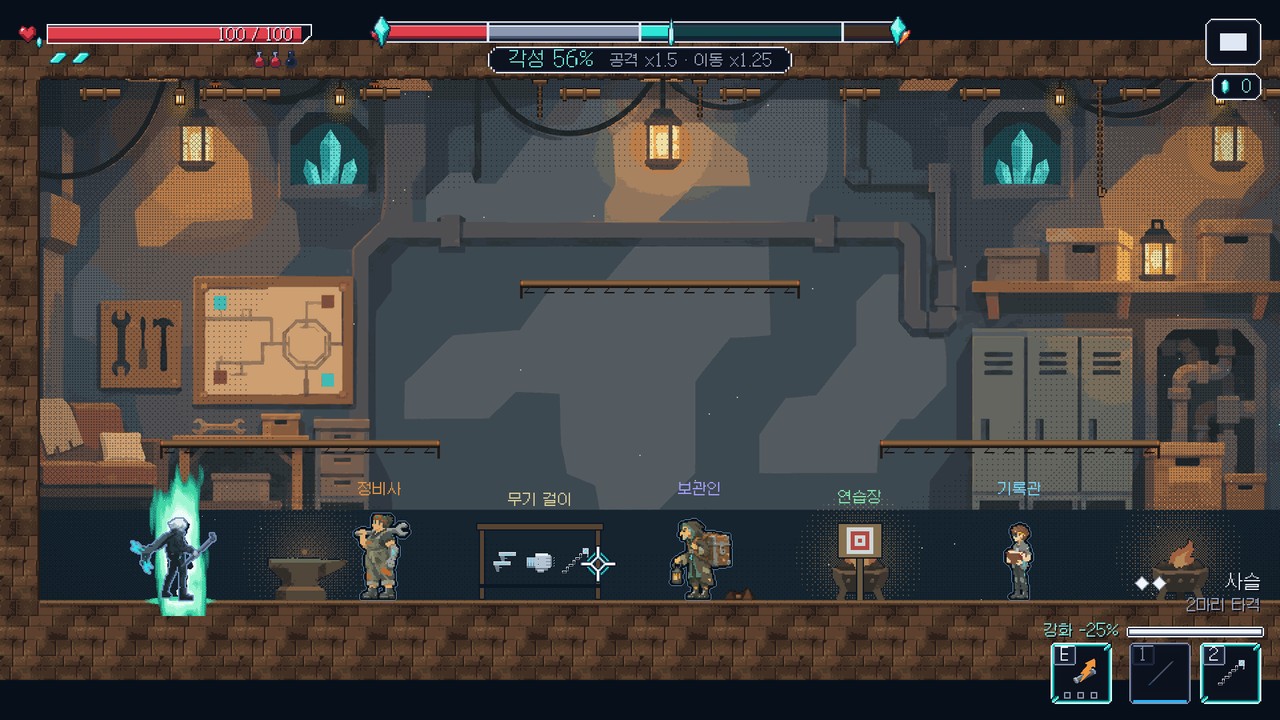 100 / 100
각성 56% 공격 x1.5 · 이동 x1.25
0
정비사
무기 걸이
보관인
연습장
기록관
사슬
2마리 타격
강화 -25%
E
1
2